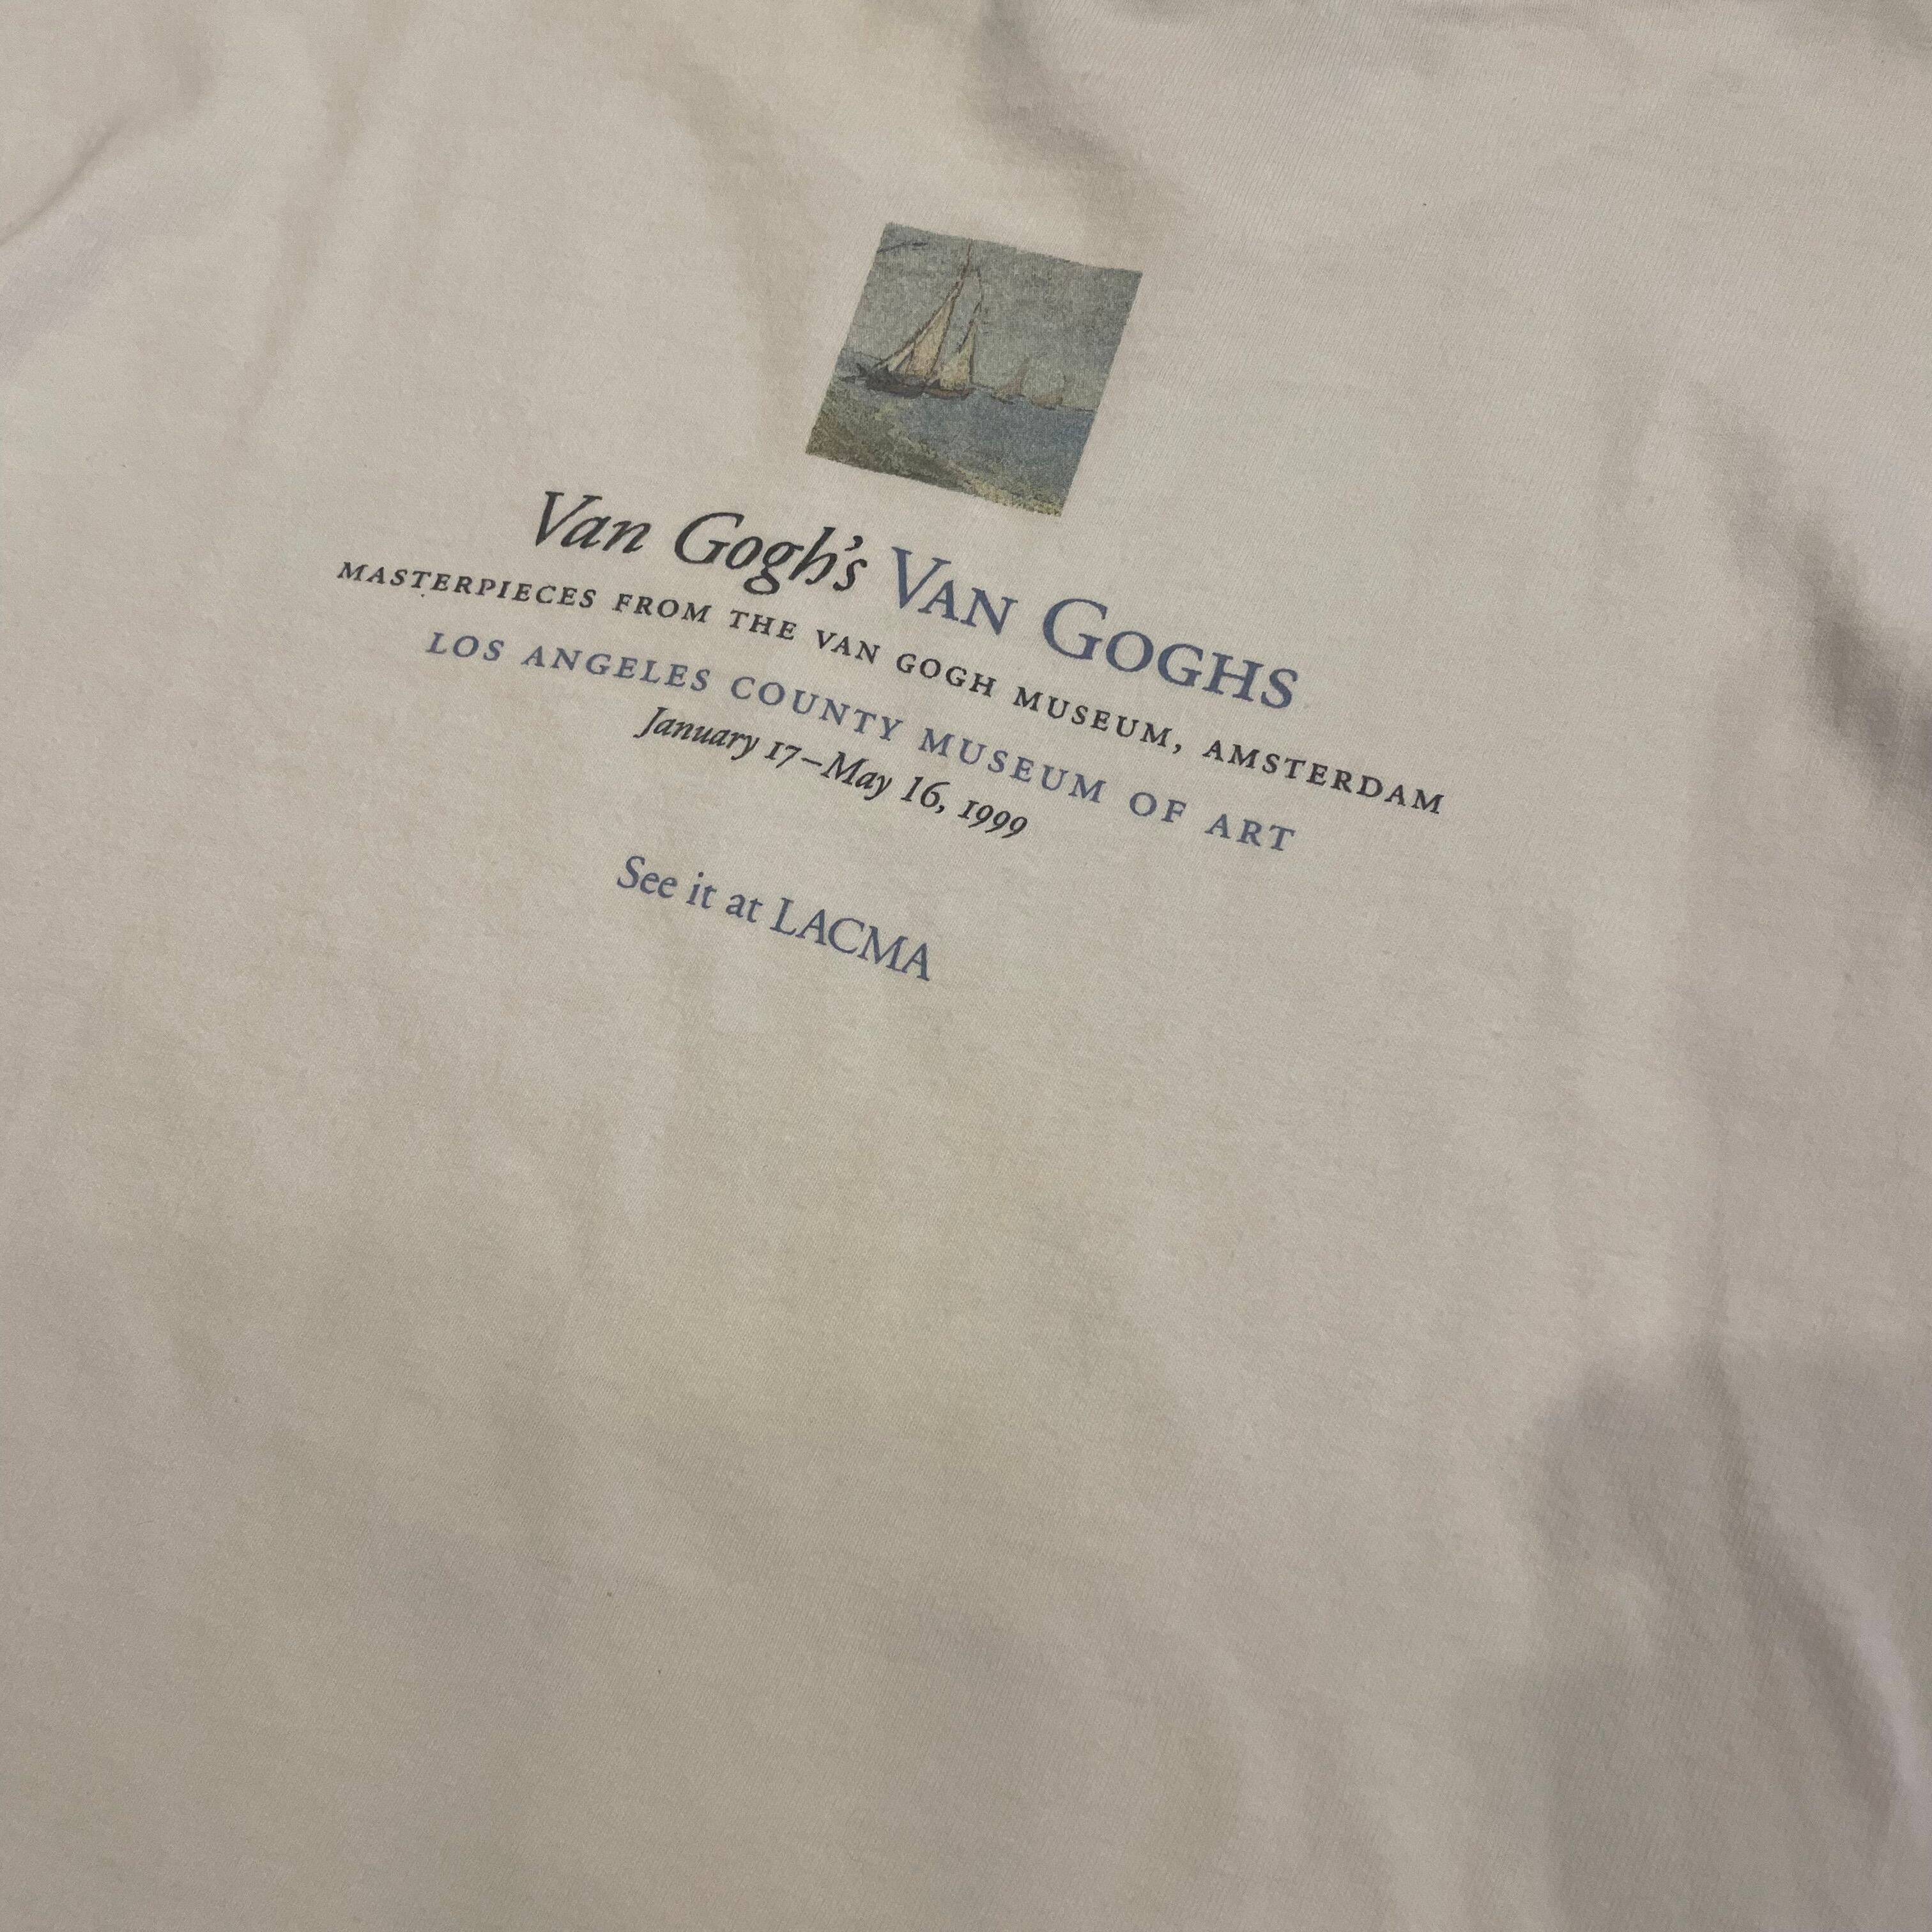 Van Gogh's VAN GOGHS
MASTERPIECES FROM THE VAN GOGH MUSEUM, AMSTERDAM
LOS ANGELES COUNTY MUSEUM OF ART
January 17–May 16, 1999
See it at LACMA